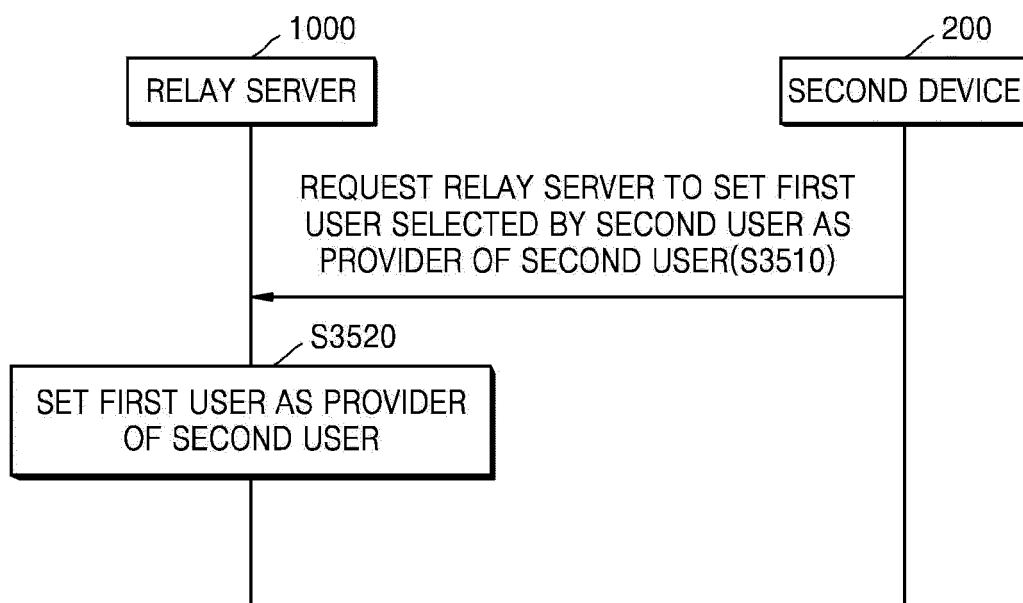 1000
200
RELAY SERVER
SECOND DEVICE
REQUEST RELAY SERVER TO SET FIRST
USER SELECTED BY SECOND USER AS
PROVIDER OF SECOND USER(S3510)
S3520
SET FIRST USER AS PROVIDER
OF SECOND USER